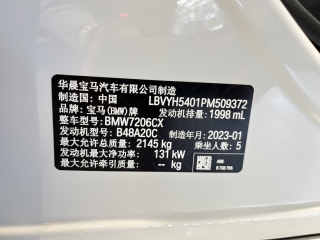 华晨宝马汽车有限公司制造
制造国：中国 LBVYH5401PM509372
品牌：宝马(BMW)牌 发动机排量：1998 mL
整车型号：BMW7206CX
发动机型号：B48A20C 制造年月：2023-01
最大允许总质量：2145 kg
发动机最大净功率：131 kW 乘坐人数：5
最大允许牵引质量：-- kg